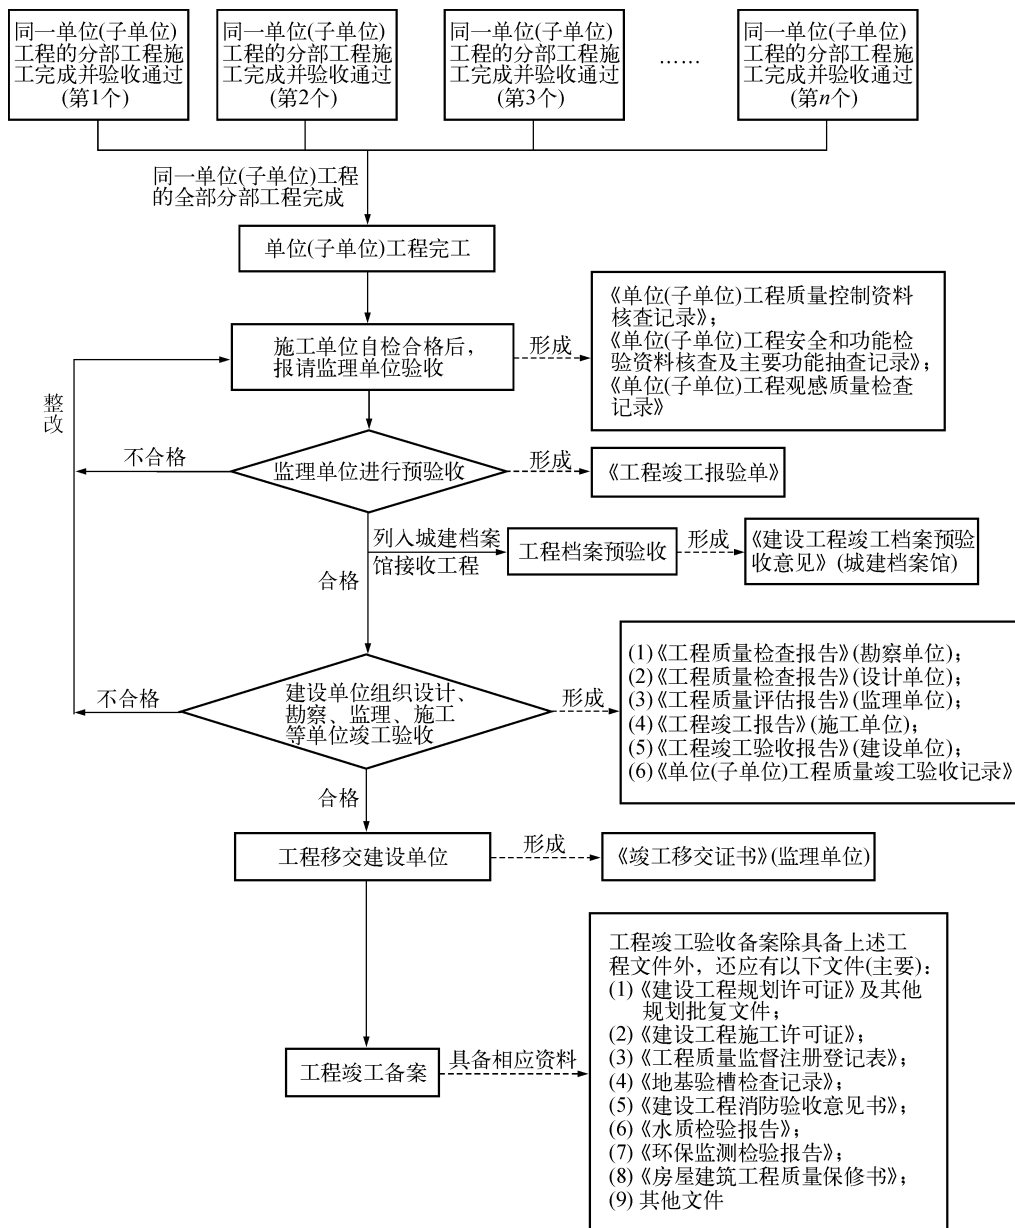 同一单位(子单位)
工程的分部工程施
工完成并验收通过
(第1个)
同一单位(子单位)
工程的分部工程施
工完成并验收通过
(第2个)
同一单位(子单位)
工程的分部工程施
工完成并验收通过
(第3个)
……
同一单位(子单位)
工程的分部工程施
工完成并验收通过
(第n个)
同一单位(子单位)工程
的全部分部工程完成
单位(子单位)工程完工
施工单位自检合格后,
报请监理单位验收
形成
《单位(子单位)工程质量控制资料
核查记录》;
《单位(子单位)工程安全和功能检
验资料核查及主要功能抽查记录》;
《单位(子单位)工程观感质量检查
记录》
整改
不合格
监理单位进行预验收
形成
《工程竣工报验单》
合格
列入城建档案
馆接收工程
工程档案预验收
形成
《建设工程竣工档案预验
收意见》(城建档案馆)
不合格
建设单位组织设计、
勘察、监理、施工
等单位竣工验收
形成
(1)《工程质量检查报告》(勘察单位);
(2)《工程质量检查报告》(设计单位);
(3)《工程质量评估报告》(监理单位);
(4)《工程竣工报告》(施工单位);
(5)《工程竣工验收报告》(建设单位);
(6)《单位(子单位)工程质量竣工验收记录》
合格
工程移交建设单位
形成
《竣工移交证书》(监理单位)
工程竣工备案
具备相应资料
工程竣工验收备案除具备上述工
程文件外，还应有以下文件(主要):
(1)《建设工程规划许可证》及其他
规划批复文件;
(2)《建设工程施工许可证》;
(3)《工程质量监督注册登记表》;
(4)《地基验槽检查记录》;
(5)《建设工程消防验收意见书》;
(6)《水质检验报告》;
(7)《环保监测检验报告》;
(8)《房屋建筑工程质量保修书》;
(9) 其他文件